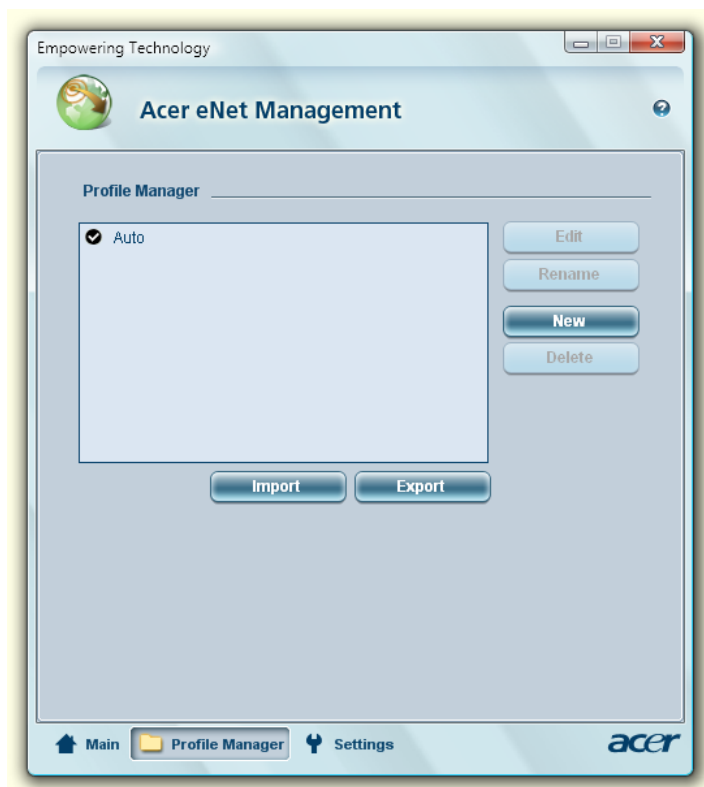 Empowering Technology
Acer eNet Management
Profile Manager
Auto
Edit
Rename
New
Delete
Import Export
Main Profile Manager Settings acer